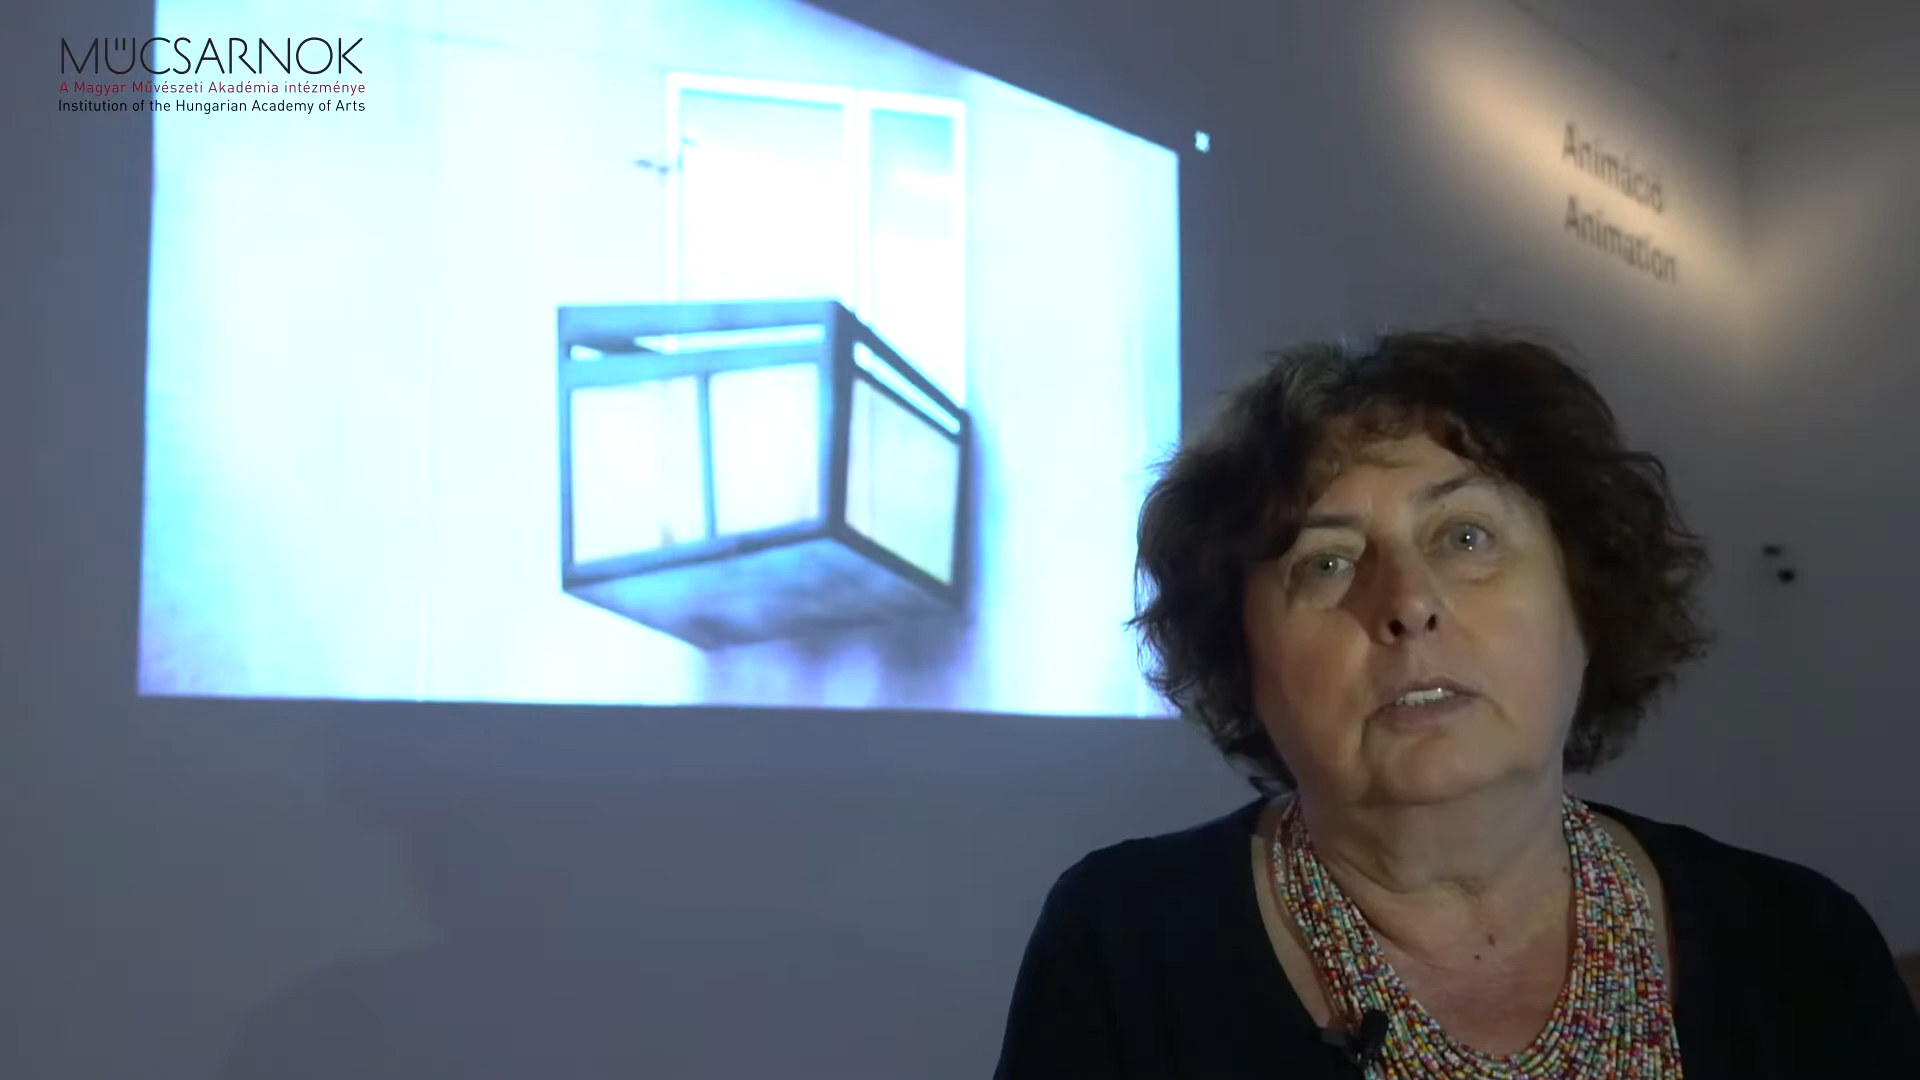 MŰCSARNOK
A Magyar Művészeti Akadémia intézménye
Institution of the Hungarian Academy of Arts
Animáció
Animation